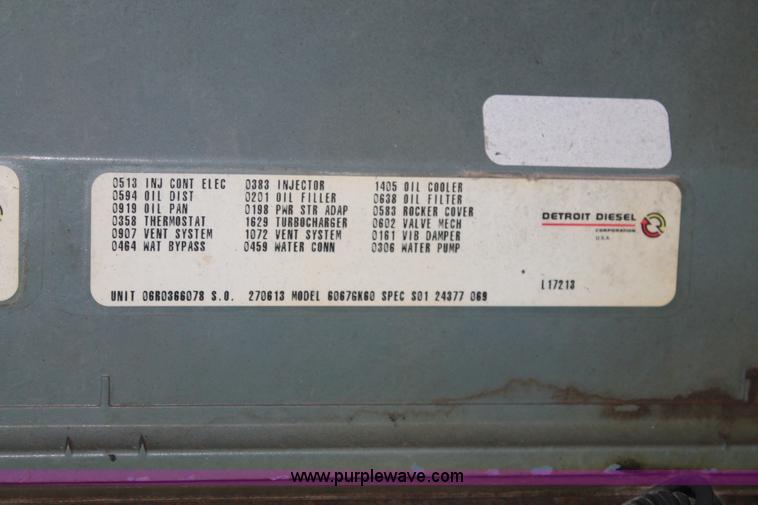 0513 INJ CONT ELEC 0383 INJECTOR 1405 OIL COOLER
0594 OIL DIST 0201 OIL FILLER 0638 OIL FILTER
0919 OIL PAN 0198 PWR STR ADAP 0583 ROCKER COVER
0358 THERMOSTAT 1629 TURBOCHARGER 0602 VALVE MECH
0907 VENT SYSTEM 1072 VENT SYSTEM 0161 VIB DAMPER
0464 WAT BYPASS 0459 WATER CONN 0306 WATER PUMP
DETROIT DIESEL
CORPORATION
U.S.A.
L17213
UNIT 06R0366078 S.O. 270613 MODEL 6067GK60 SPEC S01 24377 069
www.purplewave.com